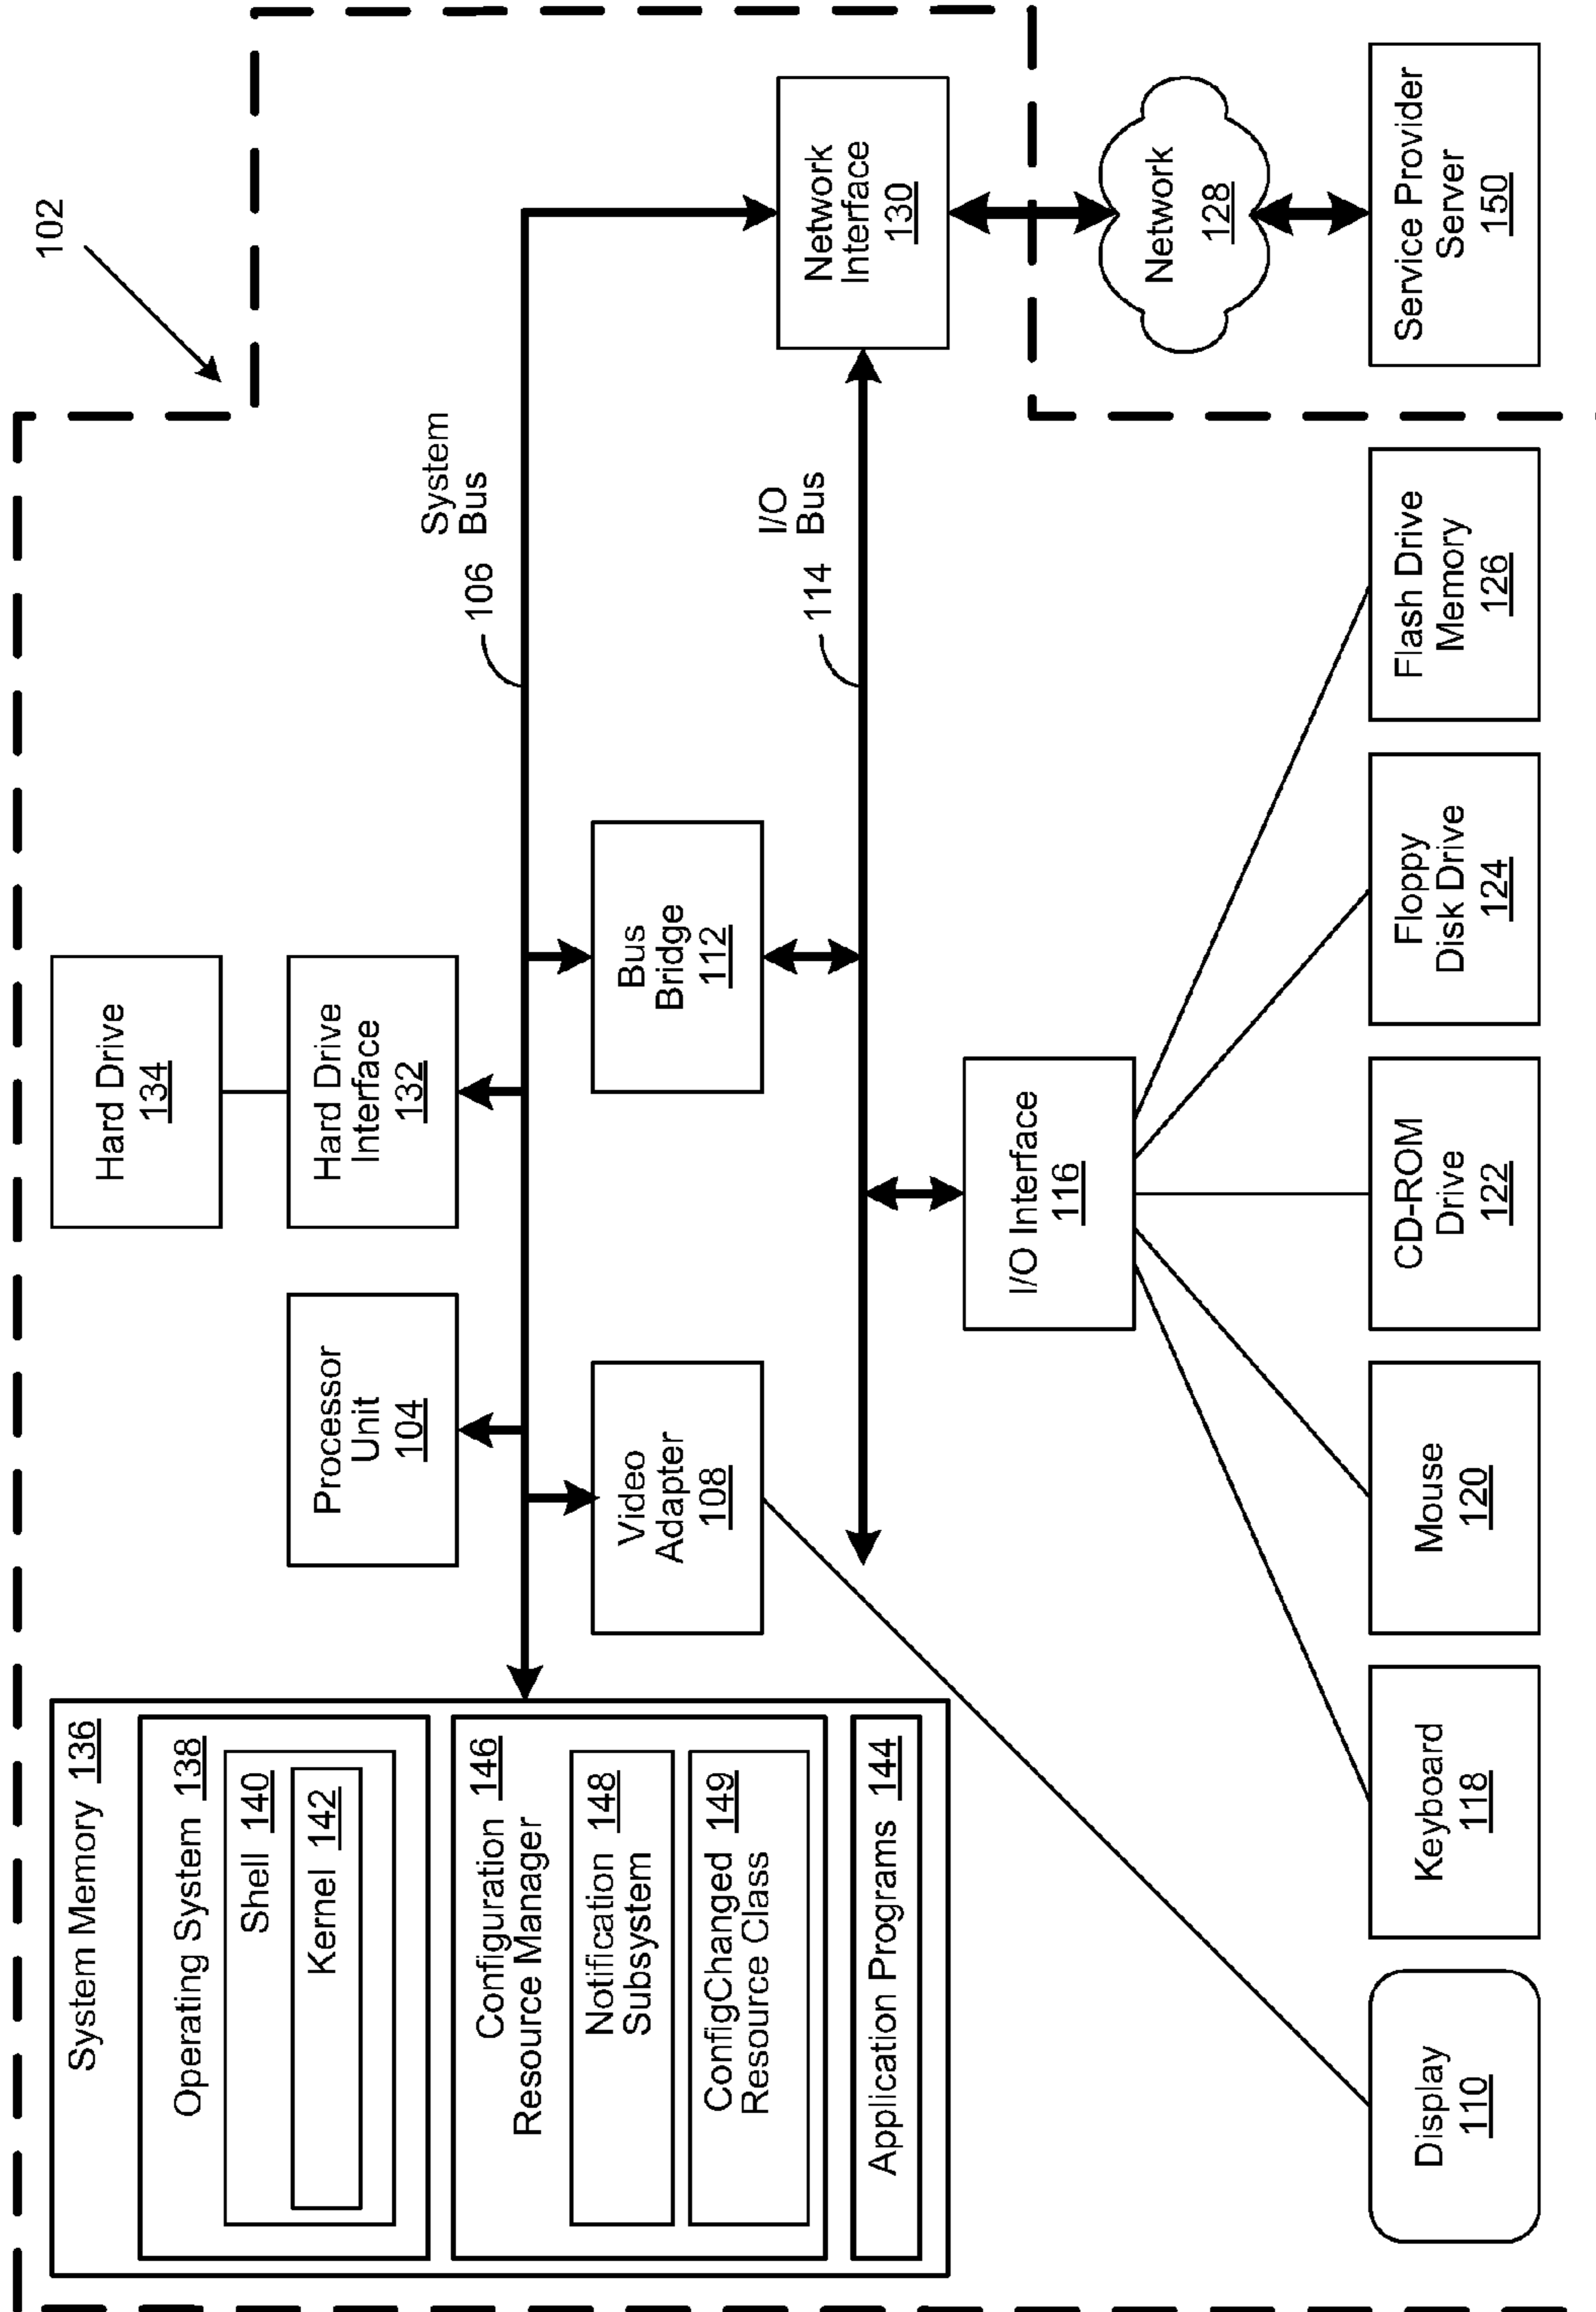 102
System Memory 136
Operating System 138
Shell 140
Kernel 142
Configuration 146
Resource Manager
Notification 148
Subsystem
ConfigChanged 149
Resource Class
Application Programs 144
Processor
Unit
104
Hard Drive
134
Hard Drive
Interface
132
System
Bus
106
Video
Adapter
108
Bus
Bridge
112
I/O
Bus
114
Network
Interface
130
I/O Interface
116
Network
128
Display
110
Keyboard
118
Mouse
120
CD-ROM
Drive
122
Floppy
Disk Drive
124
Flash Drive
Memory
126
Service Provider
Server
150